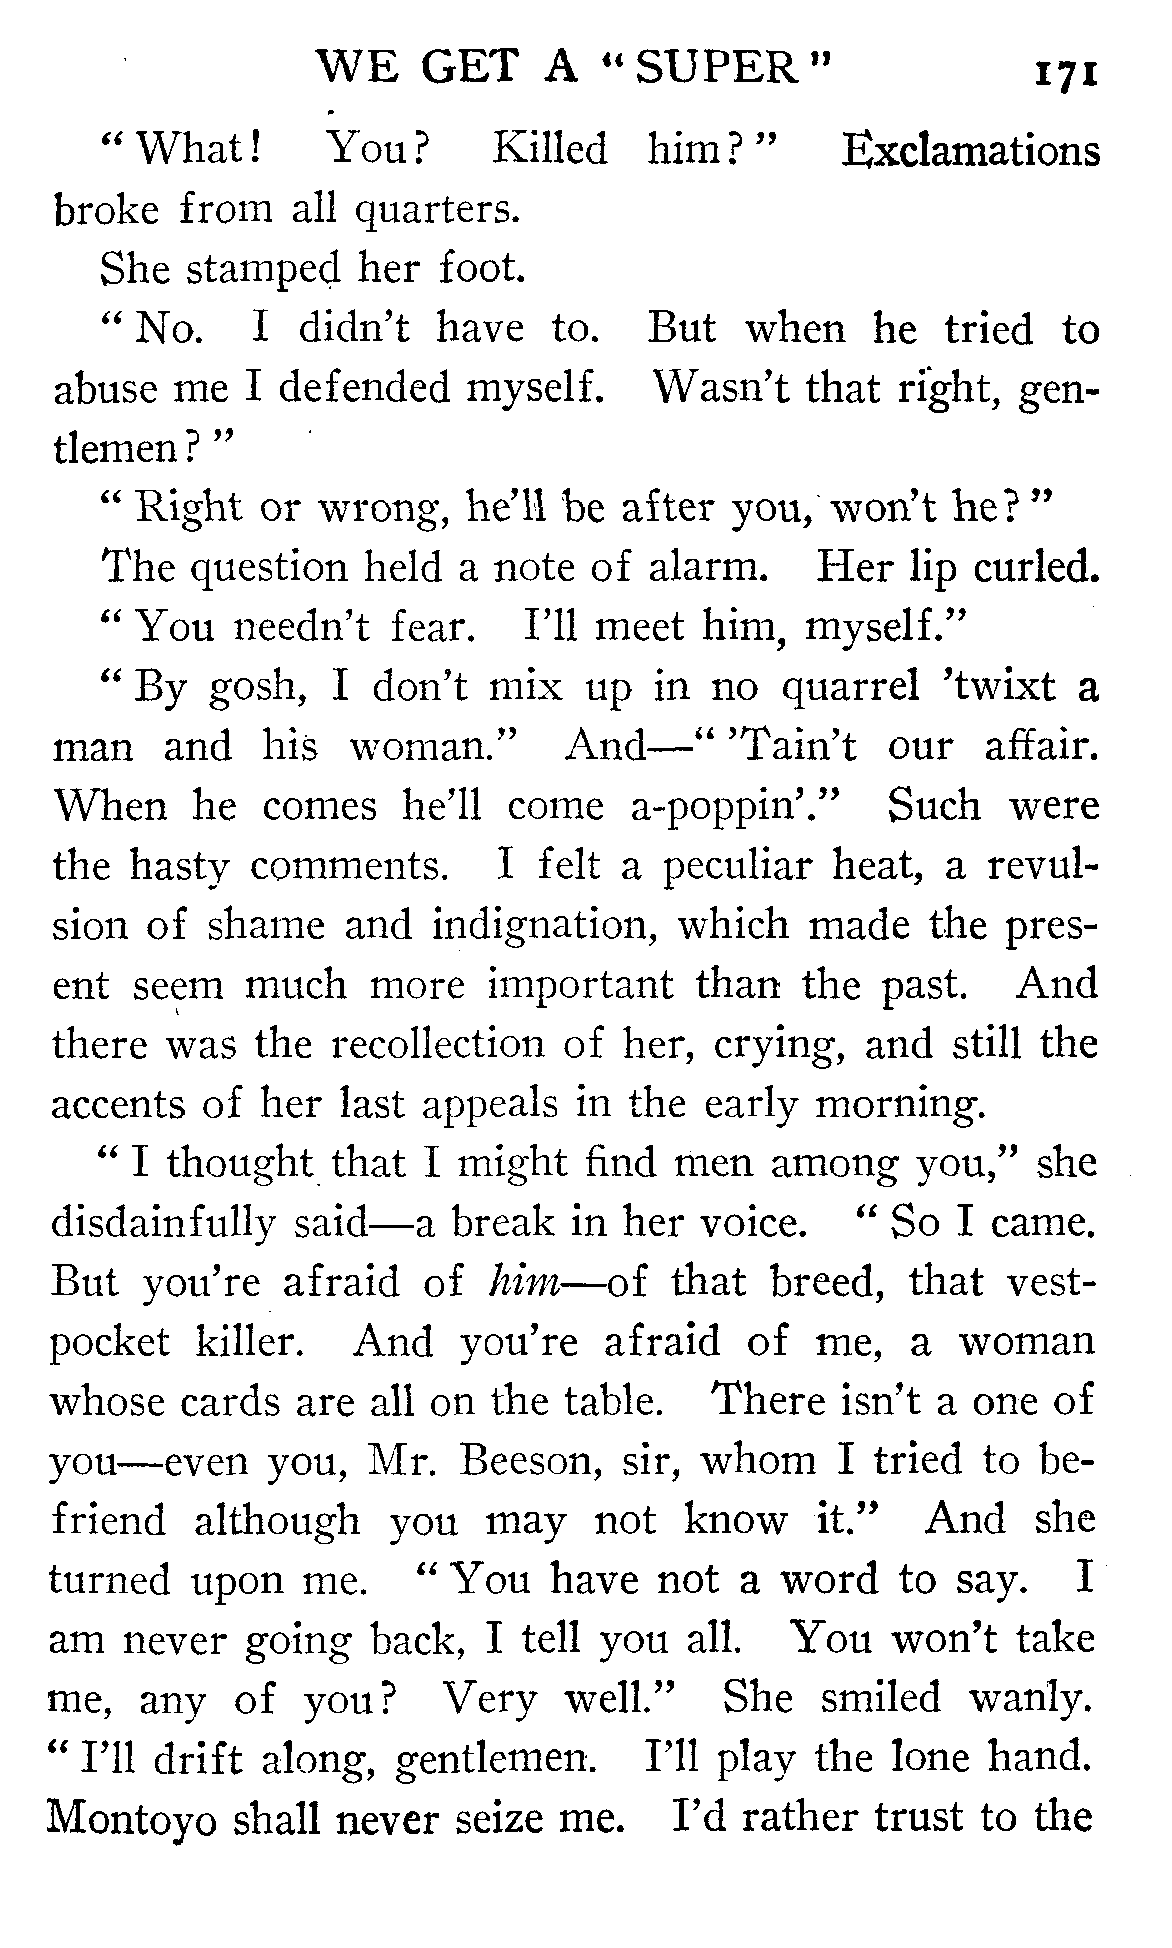 WE GET A “SUPER” 171
“What! You? Killed him?” Exclamations
broke from all quarters.
She stamped her foot.
“No. I didn’t have to. But when he tried to
abuse me I defended myself. Wasn’t that right, gen-
tlemen?”
“Right or wrong, he’ll be after you, won’t he?”
The question held a note of alarm. Her lip curled.
“You needn’t fear. I’ll meet him, myself.”
“By gosh, I don’t mix up in no quarrel ’twixt a
man and his woman.” And—“’Tain’t our affair.
When he comes he’ll come a-poppin’.” Such were
the hasty comments. I felt a peculiar heat, a revul-
sion of shame and indignation, which made the pres-
ent seem much more important than the past. And
there was the recollection of her, crying, and still the
accents of her last appeals in the early morning.
“I thought that I might find men among you,” she
disdainfully said—a break in her voice. “So I came.
But you’re afraid of him—of that breed, that vest-
pocket killer. And you’re afraid of me, a woman
whose cards are all on the table. There isn’t a one of
you—even you, Mr. Beeson, sir, whom I tried to be-
friend although you may not know it.” And she
turned upon me. “You have not a word to say. I
am never going back, I tell you all. You won’t take
me, any of you? Very well.” She smiled wanly.
“I’ll drift along, gentlemen. I’ll play the lone hand.
Montoyo shall never seize me. I’d rather trust to the